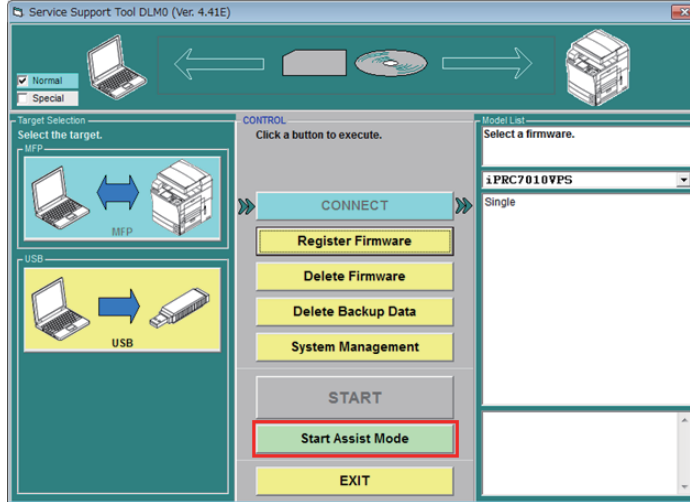 Service Support Tool DLM0 (Ver. 4.41E)
Normal
Special
Target Selection
Select the target.
MFP
MFP
USB
USB
CONTROL
Click a button to execute.
CONNECT
Register Firmware
Delete Firmware
Delete Backup Data
System Management
START
Start Assist Mode
EXIT
Model List
Select a firmware.
iPRC7010VPS
Single